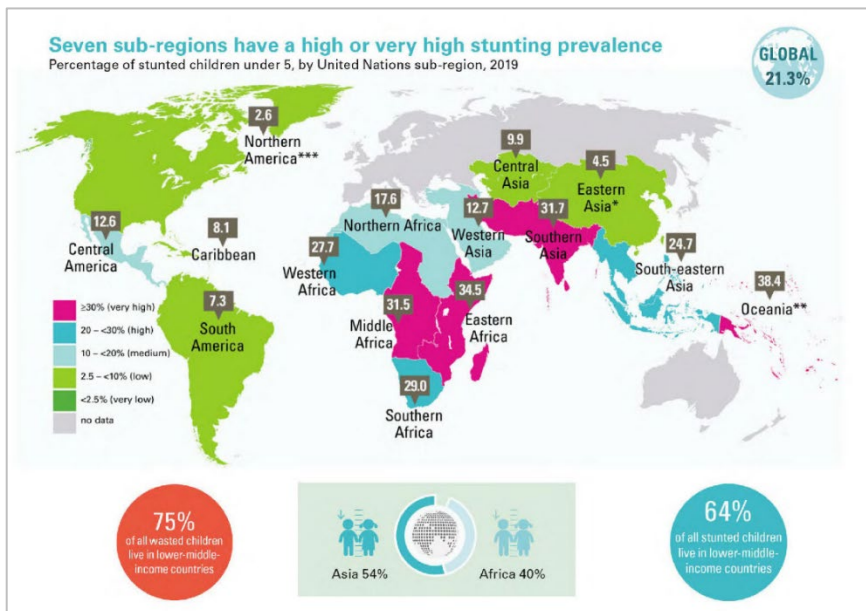 Seven sub-regions have a high or very high stunting prevalence
Percentage of stunted children under 5, by United Nations sub-region, 2019
GLOBAL
21.3%
2.6
Northern
America***
9.9
Central
Asia
4.5
Eastern
Asia*
12.6
Central
America
8.1
Caribbean
17.6
Northern Africa
12.7
Western
Asia
31.7
Southern
Asia
27.7
Western
Africa
24.7
South-eastern
Asia
38.4
Oceania**
7.3
South
America
31.5
Middle
Africa
34.5
Eastern
Africa
29.0
Southern
Africa
≥30% (very high)
20 – <30% (high)
10 – <20% (medium)
2.5 – <10% (low)
<2.5% (very low)
no data
75%
of all wasted children
live in lower-middle-
income countries
Asia 54%
Africa 40%
64%
of all stunted children
live in lower-middle-
income countries